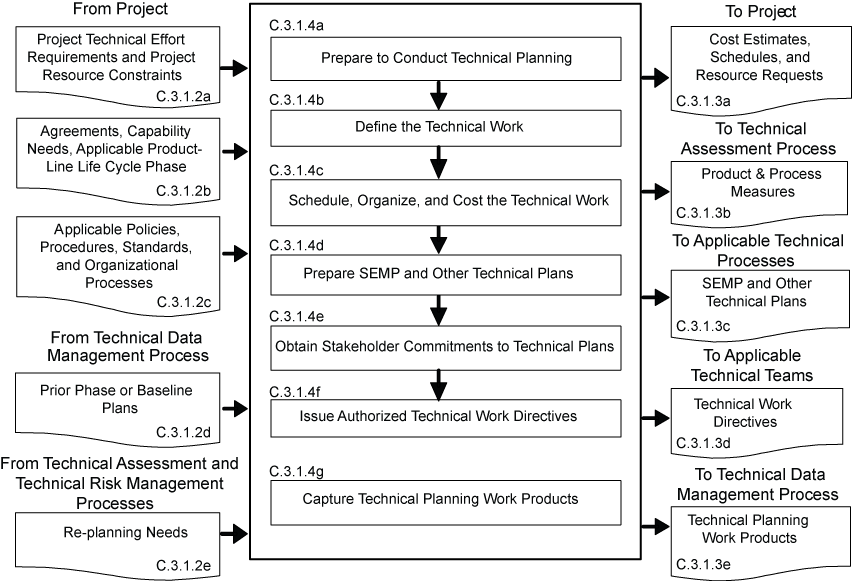 From Project
Project Technical Effort
Requirements and Project
Resource Constraints
C.3.1.2a
Agreements, Capability
Needs, Applicable Product-
Line Life Cycle Phase
C.3.1.2b
Applicable Policies,
Procedures, Standards,
and Organizational
Processes
C.3.1.2c
From Technical Data
Management Process
Prior Phase or Baseline
Plans
C.3.1.2d
From Technical Assessment and
Technical Risk Management
Processes
Re-planning Needs
C.3.1.2e
C.3.1.4a
Prepare to Conduct Technical Planning
C.3.1.4b
Define the Technical Work
C.3.1.4c
Schedule, Organize, and Cost the Technical Work
C.3.1.4d
Prepare SEMP and Other Technical Plans
C.3.1.4e
Obtain Stakeholder Commitments to Technical Plans
C.3.1.4f
Issue Authorized Technical Work Directives
C.3.1.4g
Capture Technical Planning Work Products
To Project
Cost Estimates,
Schedules, and
Resource Requests
C.3.1.3a
To Technical
Assessment Process
Product & Process
Measures
C.3.1.3b
To Applicable Technical
Processes
SEMP and Other
Technical Plans
C.3.1.3c
To Applicable
Technical Teams
Technical Work
Directives
C.3.1.3d
To Technical Data
Management Process
Technical Planning
Work Products
C.3.1.3e